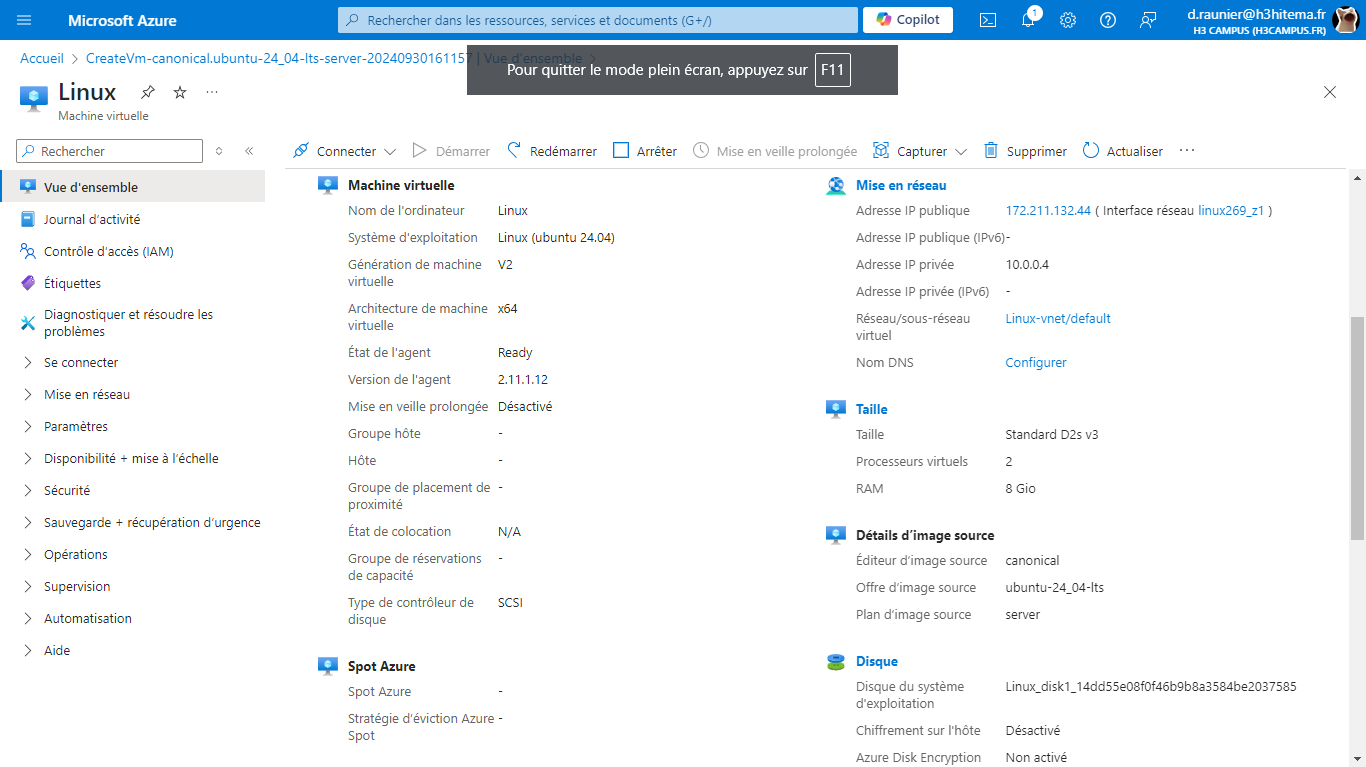 Microsoft Azure
Rechercher dans les ressources, services et documents (G+/)
Copilot
1
d.raunier@h3hitema.fr
H3 CAMPUS (H3CAMPUS.FR)
Accueil > CreateVm-canonical.ubuntu-24_04-lts-server-20240930161157 | Vue d'ensemble >
Pour quitter le mode plein écran, appuyez sur F11
Linux
Machine virtuelle
Rechercher
Connecter
Démarrer
Redémarrer
Arrêter
Mise en veille prolongée
Capturer
Supprimer
Actualiser
Vue d'ensemble
Journal d'activité
Contrôle d'accès (IAM)
Étiquettes
Diagnostiquer et résoudre les
problèmes
Se connecter
Mise en réseau
Paramètres
Disponibilité + mise à l'échelle
Sécurité
Sauvegarde + récupération d'urgence
Opérations
Supervision
Automatisation
Aide
Machine virtuelle
Nom de l'ordinateur Linux
Système d'exploitation Linux (ubuntu 24.04)
Génération de machine V2
virtuelle
Architecture de machine x64
virtuelle
État de l'agent Ready
Version de l'agent 2.11.1.12
Mise en veille prolongée Désactivé
Groupe hôte -
Hôte -
Groupe de placement de -
proximité
État de colocation N/A
Groupe de réservations -
de capacité
Type de contrôleur de SCSI
disque
Spot Azure
Spot Azure -
Stratégie d'éviction Azure -
Spot
Mise en réseau
Adresse IP publique 172.211.132.44 ( Interface réseau linux269_z1 )
Adresse IP publique (IPv6) -
Adresse IP privée 10.0.0.4
Adresse IP privée (IPv6) -
Réseau/sous-réseau Linux-vnet/default
virtuel
Nom DNS Configurer
Taille
Taille Standard D2s v3
Processeurs virtuels 2
RAM 8 Gio
Détails d’image source
Éditeur d’image source canonical
Offre d’image source ubuntu-24_04-lts
Plan d’image source server
Disque
Disque du système Linux_disk1_14dd55e08f0f46b9b8a3584be2037585
d'exploitation
Chiffrement sur l'hôte Désactivé
Azure Disk Encryption Non activé